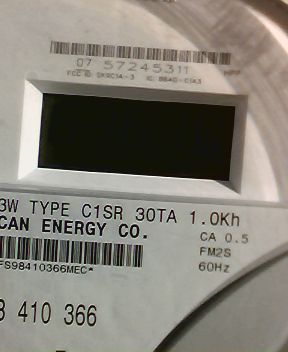 07 57245311
3W TYPE C1SR 30TA 1.0Kh
CAN ENERGY CO.
CA 0.5
FM2S
FS98410366MEC*
60Hz
3 410 366